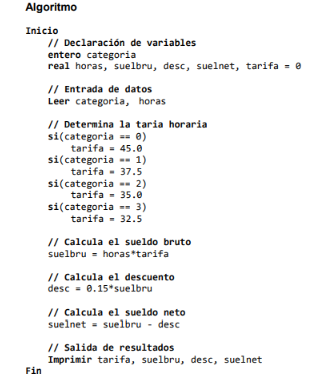 Algoritmo
Inicio
// Declaración de variables
entero categoria
real horas, suelbru, desc, suelnet, tarifa = 0
// Entrada de datos
Leer categoria, horas
// Determina la taria horaria
si(categoria == 0)
tarifa = 45.0
si(categoria == 1)
tarifa = 37.5
si(categoria == 2)
tarifa = 35.0
si(categoria == 3)
tarifa = 32.5
// Calcula el sueldo bruto
suelbru = horas*tarifa
// Calcula el descuento
desc = 0.15*suelbru
// Calcula el sueldo neto
suelnet = suelbru - desc
// Salida de resultados
Imprimir tarifa, suelbru, desc, suelnet
Fin